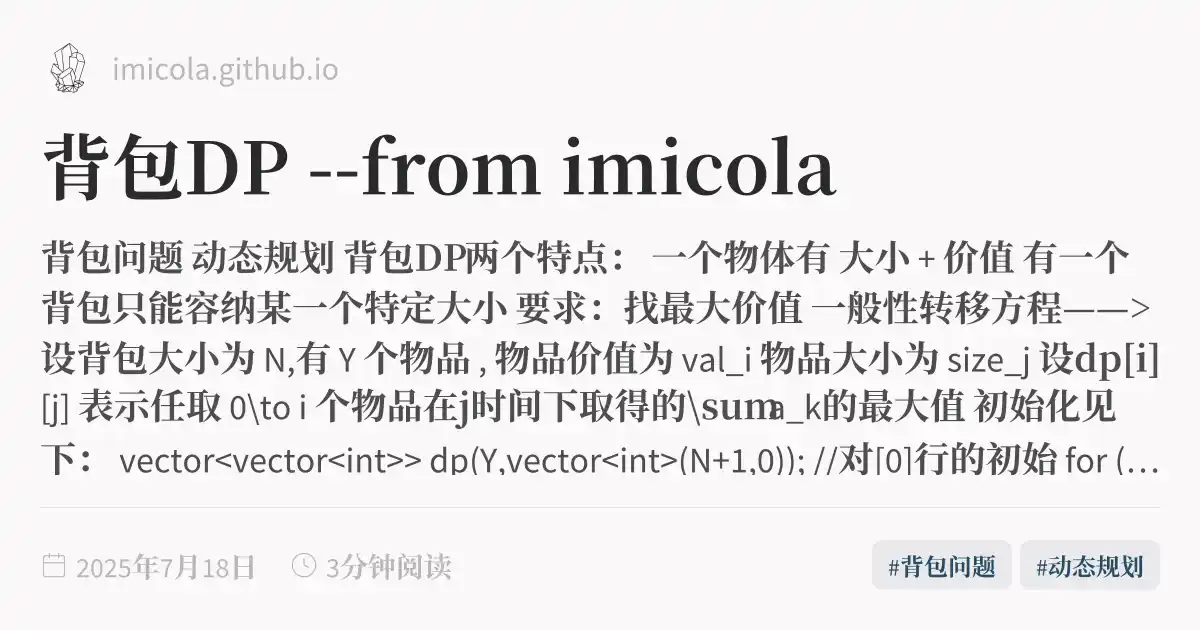 imicola.github.io
背包DP --from imicola
背包问题 动态规划 背包DP两个特点： 一个物体有 大小 + 价值 有一个
背包只能容纳某一个特定大小 要求：找最大价值 一般性转移方程——>
设背包大小为 N,有 Y 个物品 , 物品价值为 val_i 物品大小为 size_j 设dp[i]
[j] 表示任取 0\to i 个物品在j时间下取得的\suma_k的最大值 初始化见
下： vector<vector<int>> dp(Y,vector<int>(N+1,0)); //对[0]行的初始 for (…
2025年7月18日 3分钟阅读 #背包问题 #动态规划